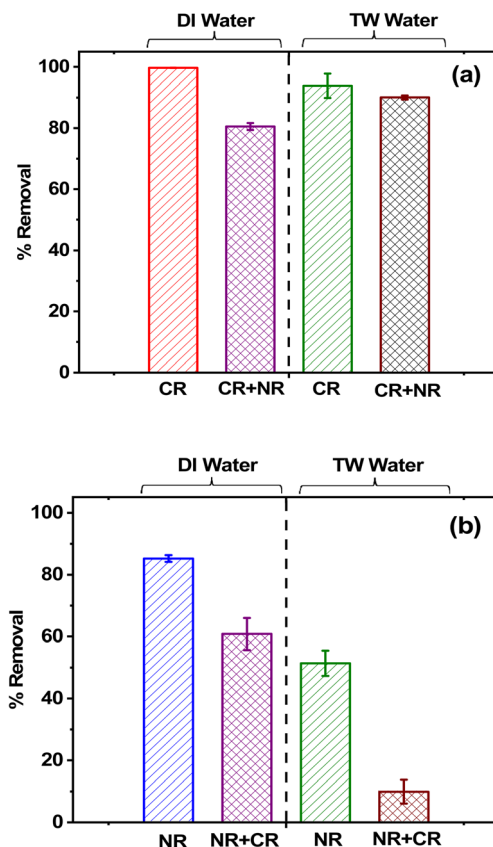 DI Water TW Water
(a)
100
80
60
40
20
0
% Removal
CR CR+NR CR CR+NR
DI Water TW Water
(b)
100
80
60
40
20
0
% Removal
NR NR+CR NR NR+CR